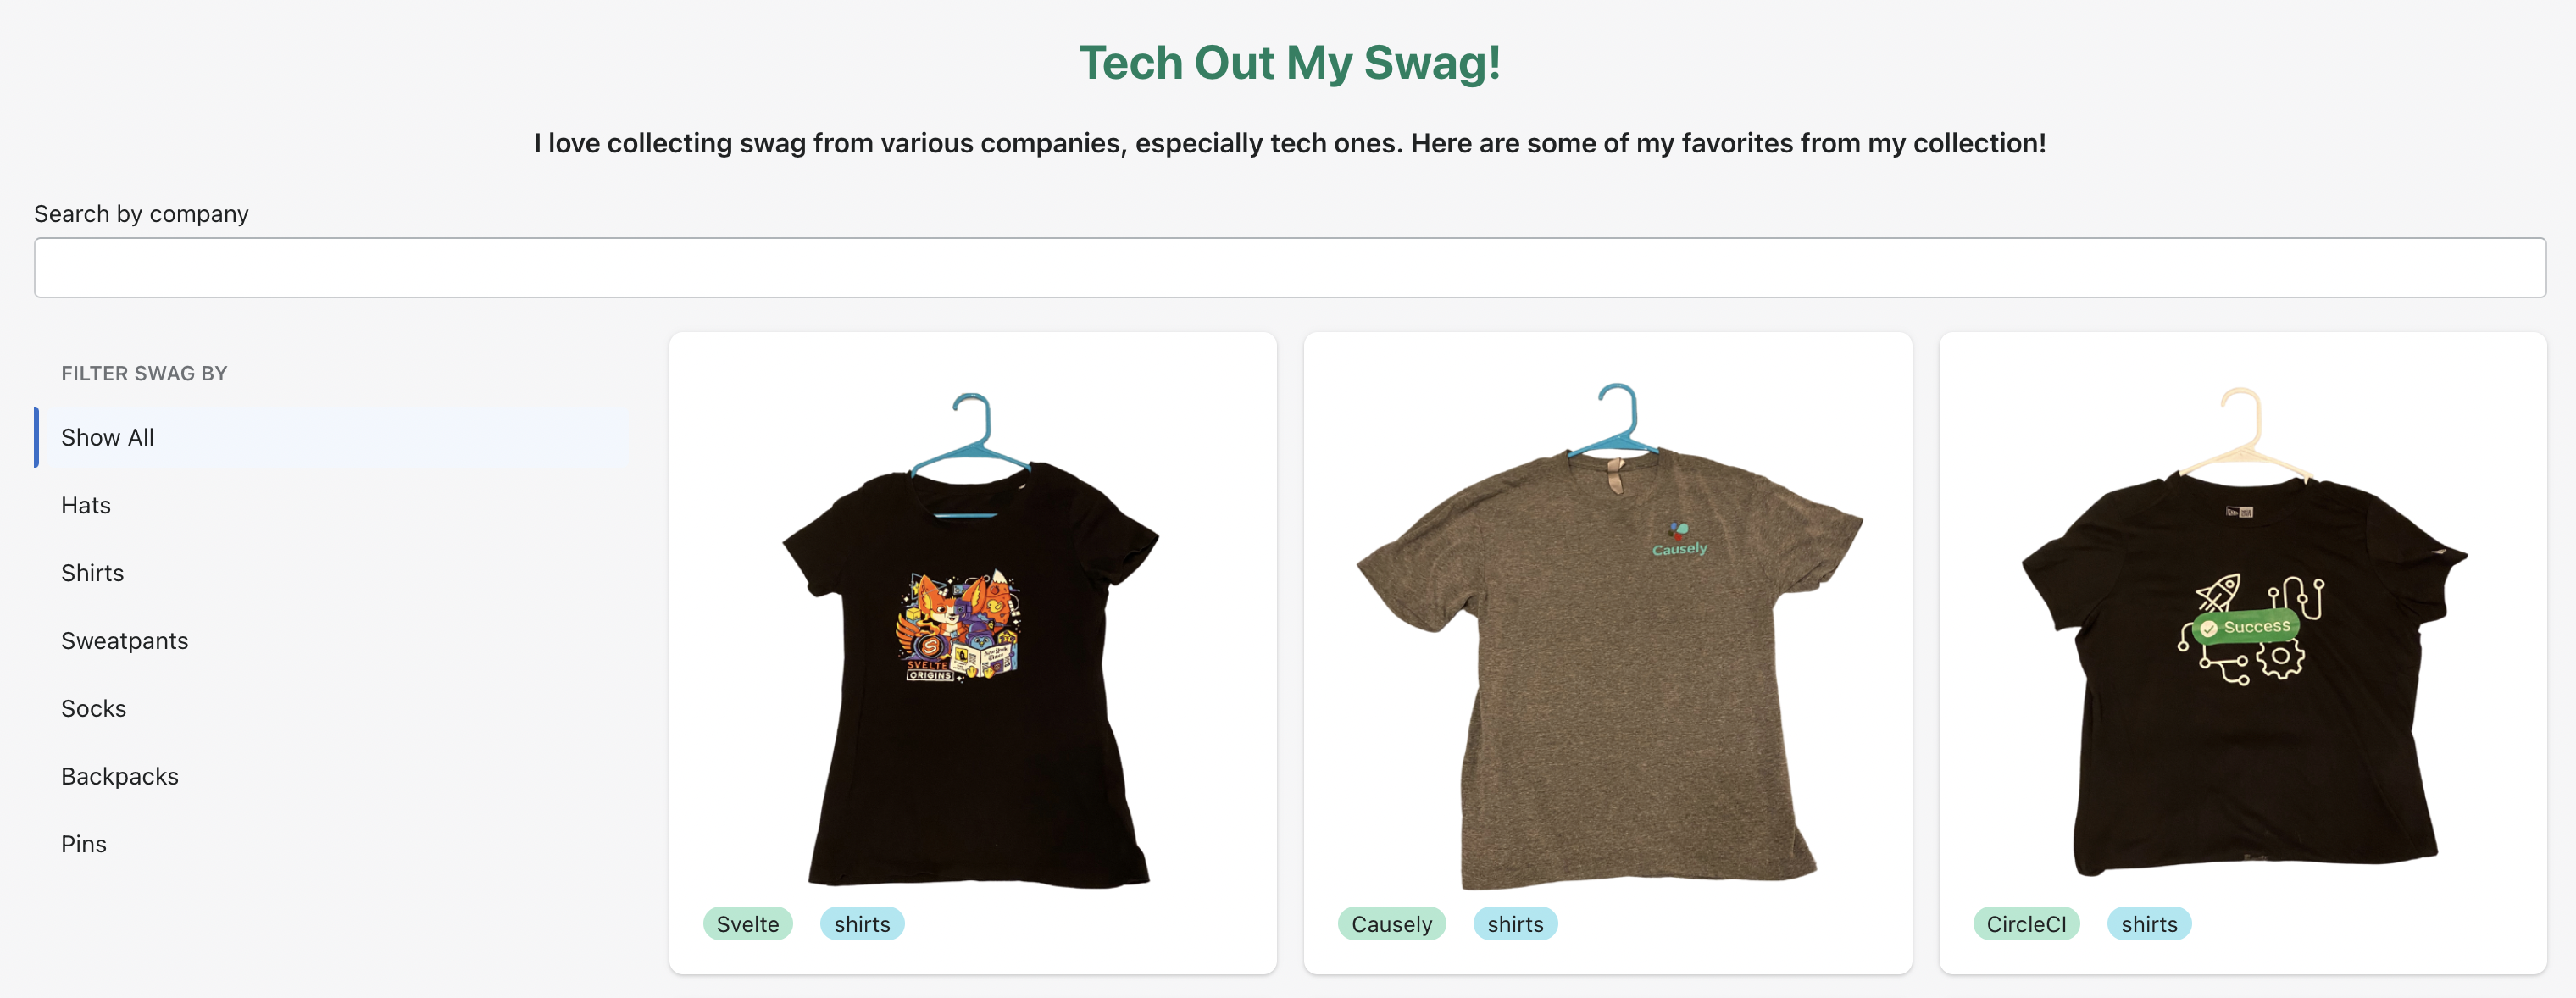 Tech Out My Swag!
I love collecting swag from various companies, especially tech ones. Here are some of my favorites from my collection!
Search by company
FILTER SWAG BY
Show All
Hats
Shirts
Sweatpants
Socks
Backpacks
Pins
S
SVELTE
ORIGINS
Svelte
shirts
Causely
Causely
shirts
Success
CircleCI
shirts